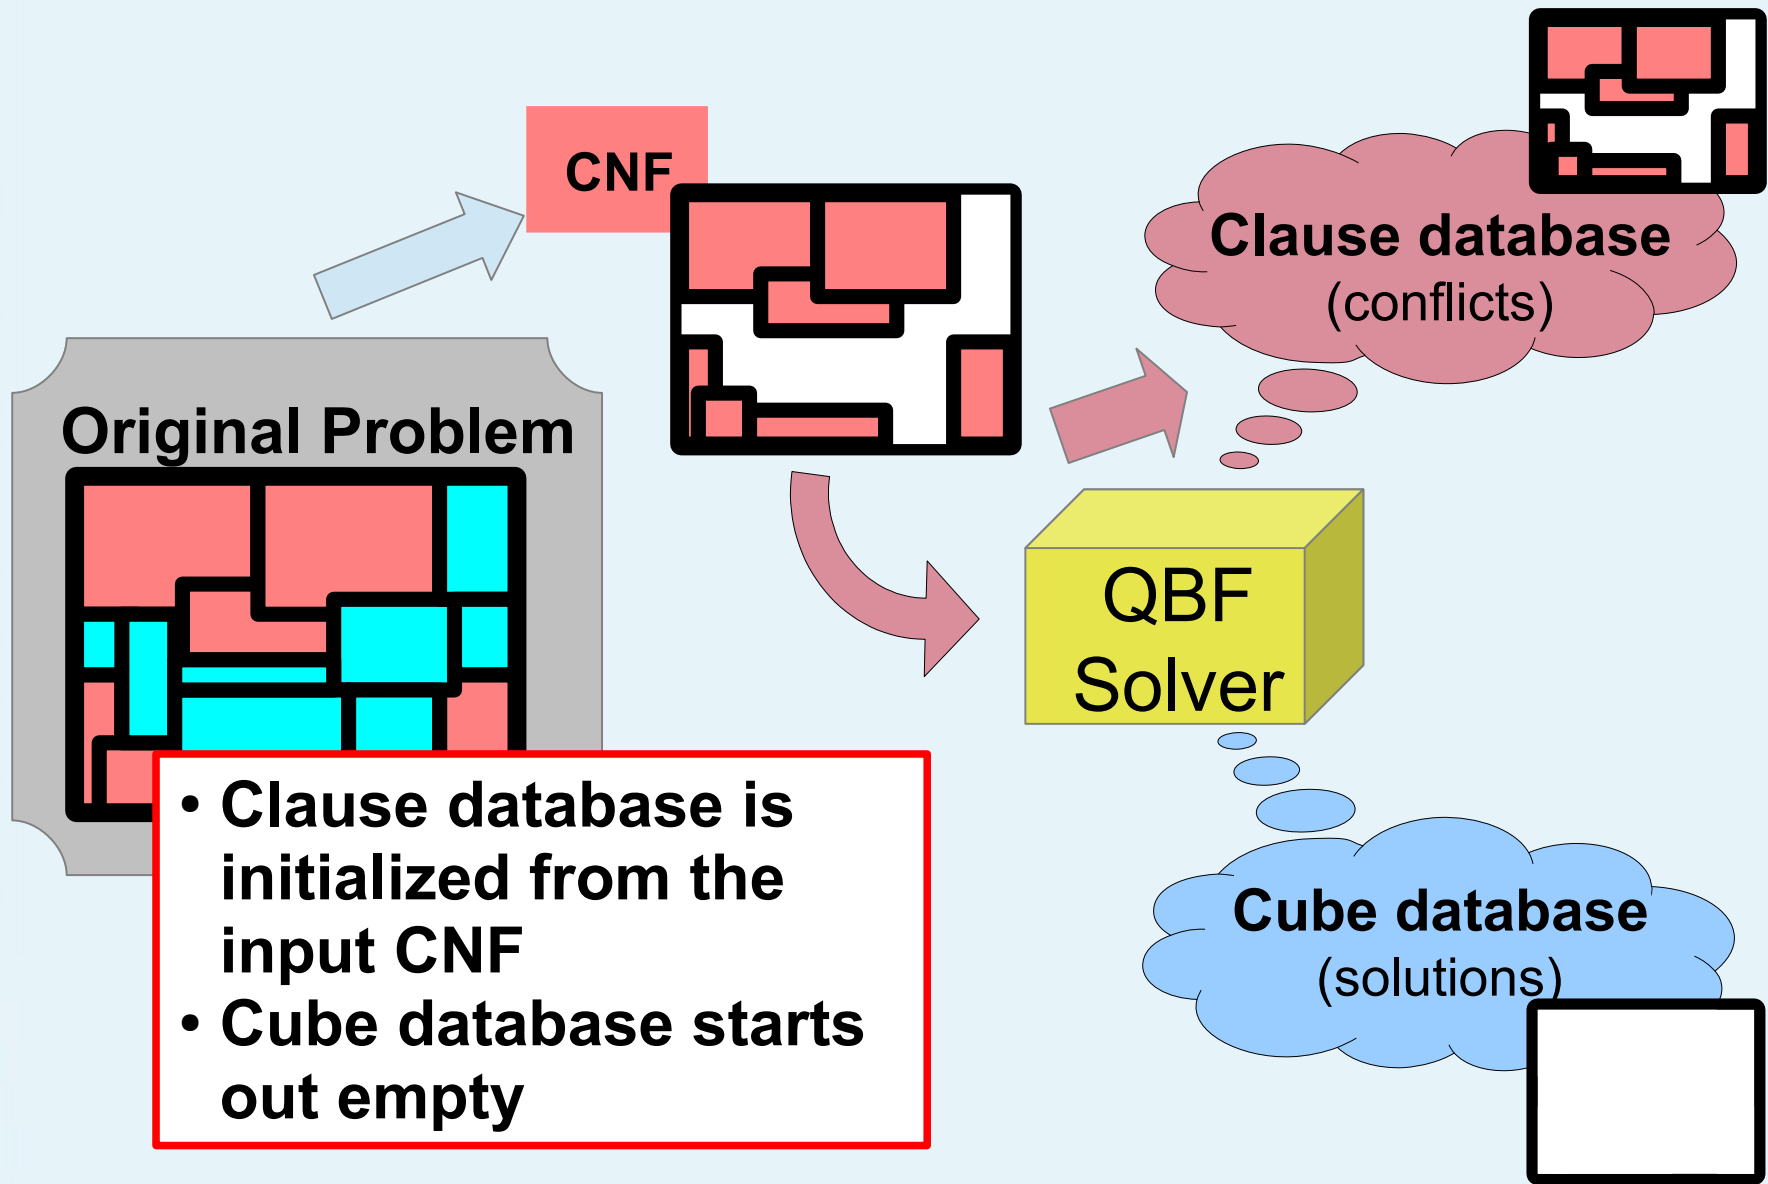 CNF
Clause database
(conflicts)
Original Problem
QBF
Solver
• Clause database is
initialized from the
input CNF
• Cube database starts
out empty
Cube database
(solutions)